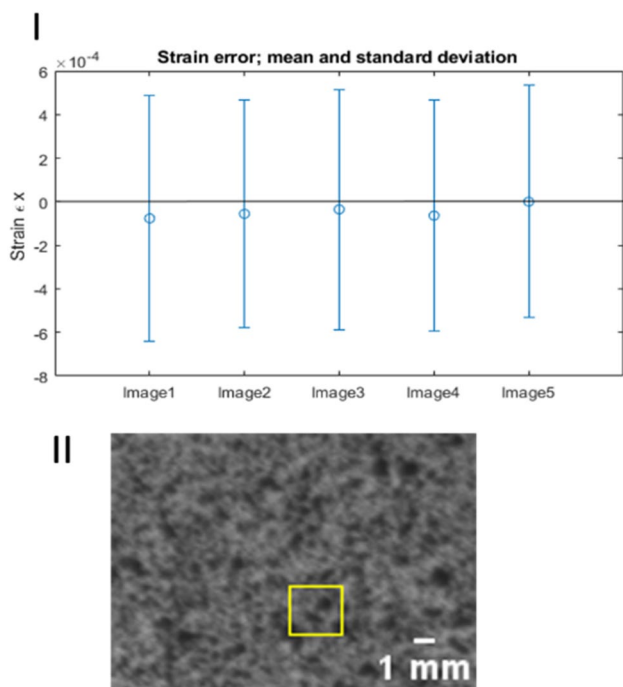 I
×10-4
Strain error; mean and standard deviation
6
4
2
0
-2
-4
-6
-8
Strain ϵ x
Image1 Image2 Image3 Image4 Image5
II
1 mm